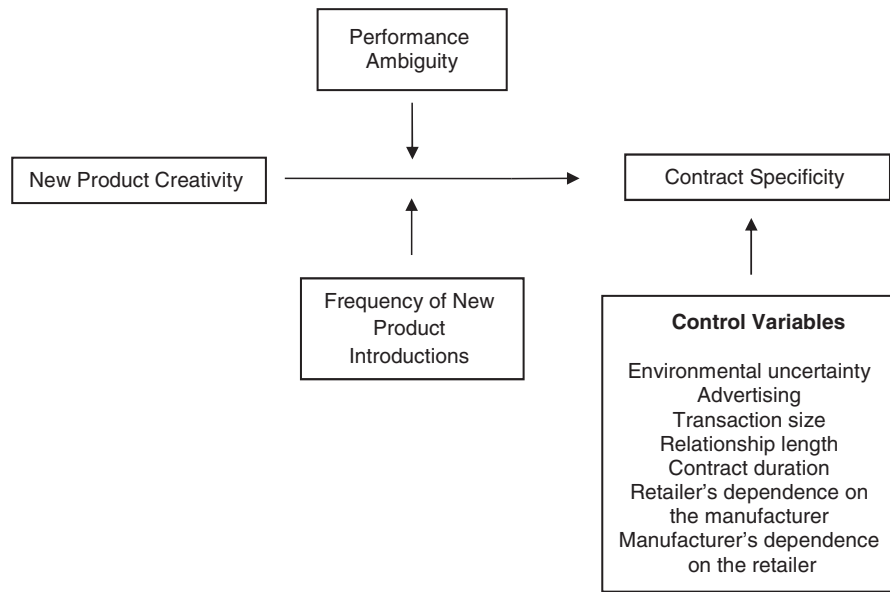 Performance
Ambiguity
New Product Creativity
Contract Specificity
Frequency of New
Product
Introductions
Control Variables
Environmental uncertainty
Advertising
Transaction size
Relationship length
Contract duration
Retailer's dependence on
the manufacturer
Manufacturer's dependence
on the retailer